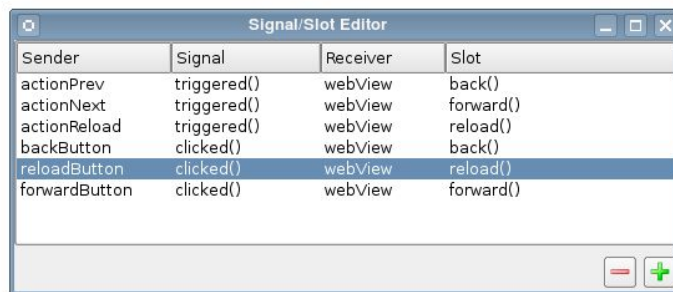 Signal/Slot Editor
Sender Signal Receiver Slot
actionPrev triggered() webView back()
actionNext triggered() webView forward()
actionReload triggered() webView reload()
backButton clicked() webView back()
reloadButton clicked() webView reload()
forwardButton clicked() webView forward()